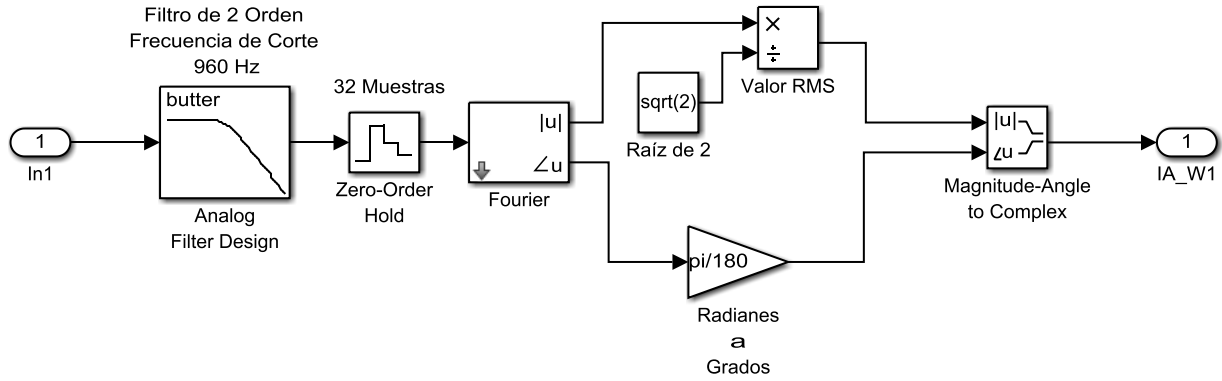 Filtro de 2 Orden
Frecuencia de Corte
960 Hz
1
In1
butter
Analog
Filter Design
32 Muestras
Zero-Order
Hold
|u|
∠u
Fourier
sqrt(2)
Raíz de 2
×
÷
Valor RMS
pi/180
Radianes
a
Grados
|u|
∠u
Magnitude-Angle
to Complex
1
IA_W1